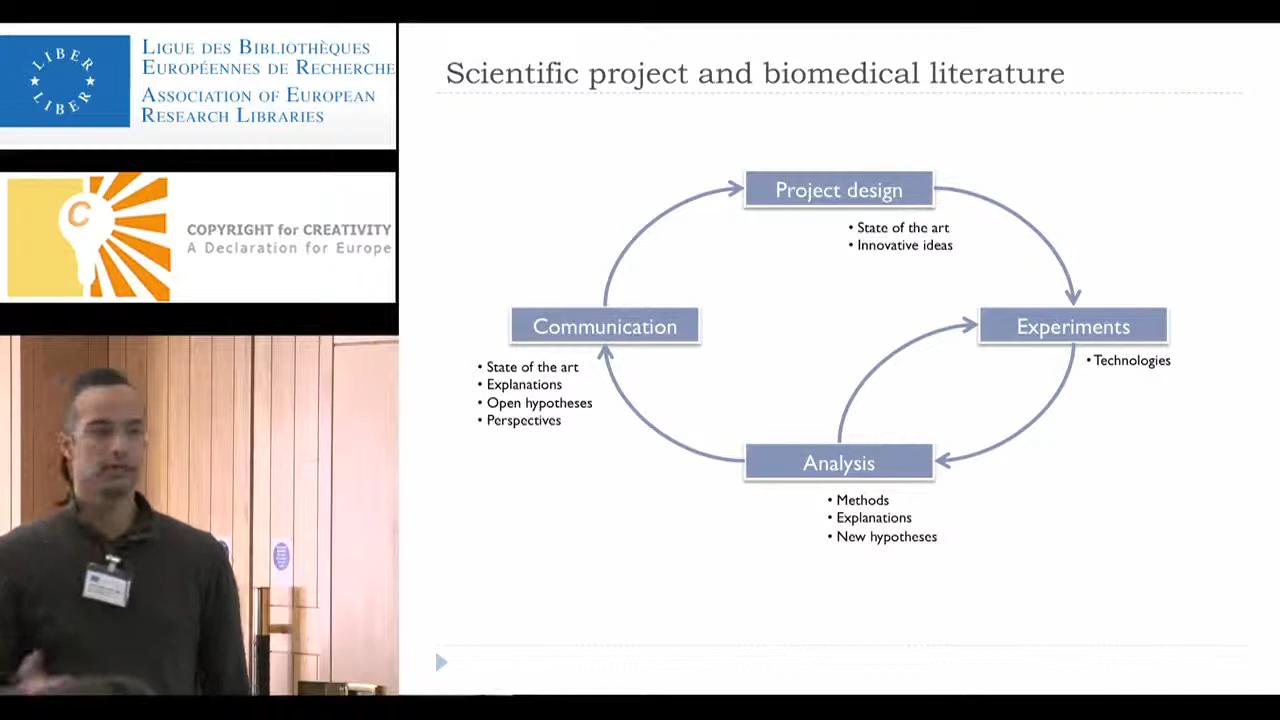 LIBER
LIBER
LIGUE DES BIBLIOTHÈQUES
EUROPÉENNES DE RECHERCHE
ASSOCIATION OF EUROPEAN
RESEARCH LIBRARIES
C
COPYRIGHT for CREATIVITY
A Declaration for Europe
Scientific project and biomedical literature
Project design
• State of the art
• Innovative ideas
Communication
• State of the art
• Explanations
• Open hypotheses
• Perspectives
Experiments
• Technologies
Analysis
• Methods
• Explanations
• New hypotheses